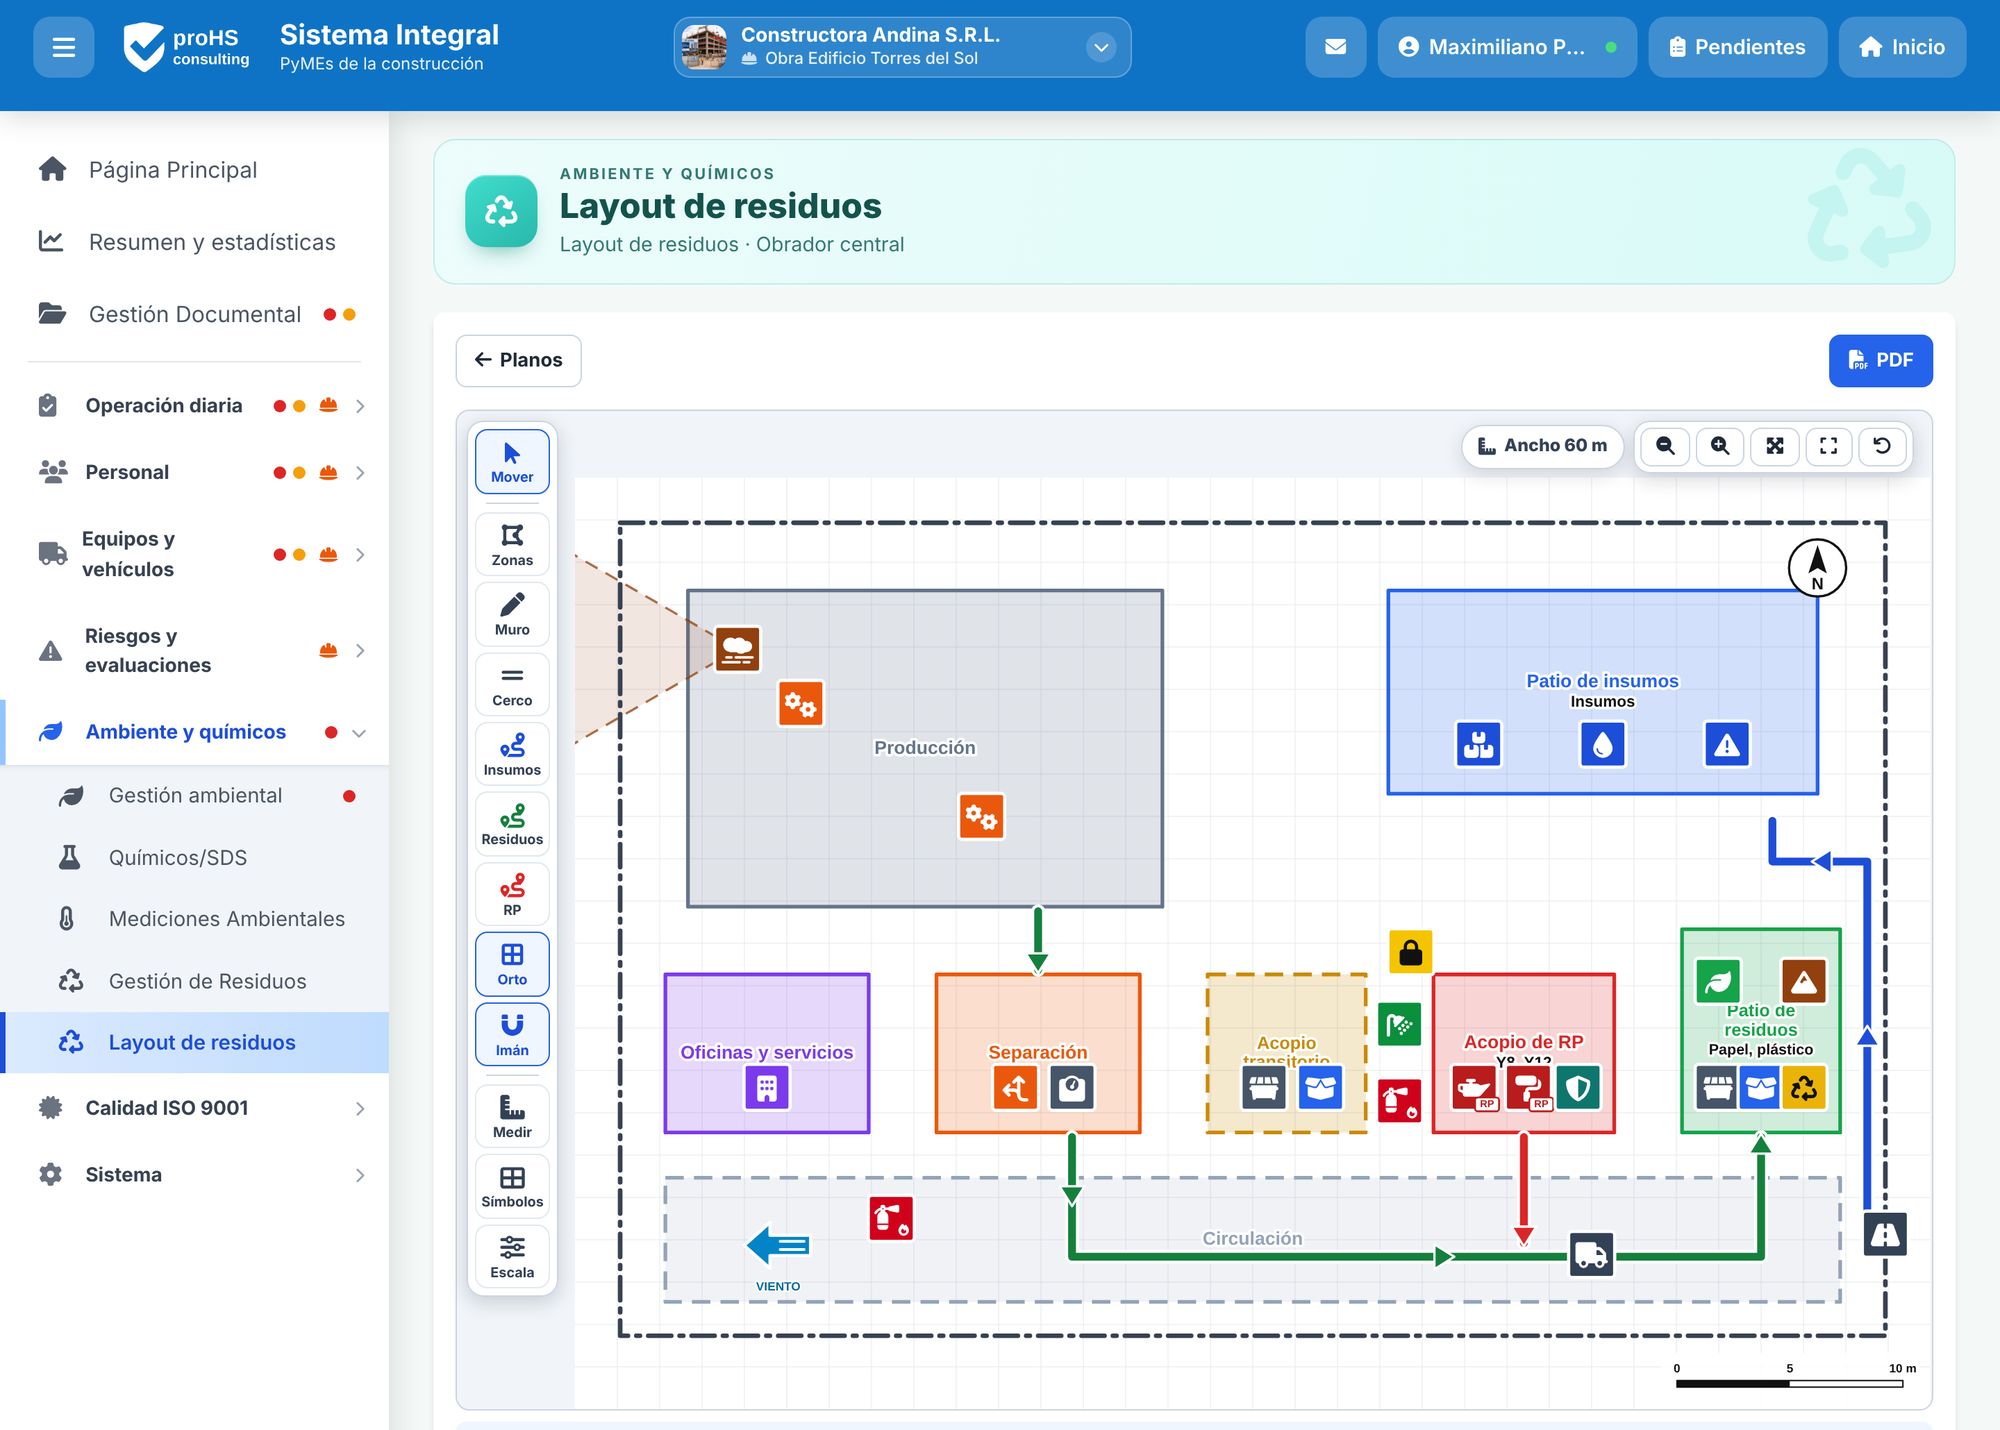 proHS
consulting
Sistema Integral
PyMEs de la construcción
Constructora Andina S.R.L.
Obra Edificio Torres del Sol
Maximiliano P...
Pendientes
Inicio
Página Principal
Resumen y estadísticas
Gestión Documental
Operación diaria
Personal
Equipos y
vehículos
Riesgos y
evaluaciones
Ambiente y químicos
Gestión ambiental
Químicos/SDS
Mediciones Ambientales
Gestión de Residuos
Layout de residuos
Calidad ISO 9001
Sistema
AMBIENTE Y QUÍMICOS
Layout de residuos
Layout de residuos · Obrador central
Planos
PDF
PDF
Mover
Zonas
Muro
Cerco
Insumos
Residuos
RP
Orto
Imán
Medir
Símbolos
Escala
Ancho 60 m
N
Patio de insumos
Insumos
Producción
Oficinas y servicios
Separación
Acopio
transitorio
Acopio de RP
Y8, Y12
RP
RP
Patio de
residuos
Papel, plástico
Circulación
VIENTO
0
5
10 m